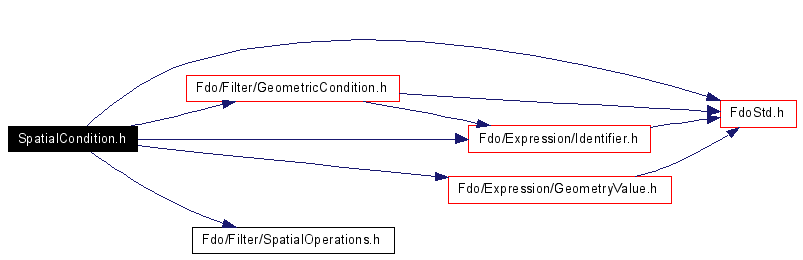 Fdo/Filter/GeometricCondition.h
FdoStd.h
SpatialCondition.h
Fdo/Expression/Identifier.h
Fdo/Expression/GeometryValue.h
Fdo/Filter/SpatialOperations.h